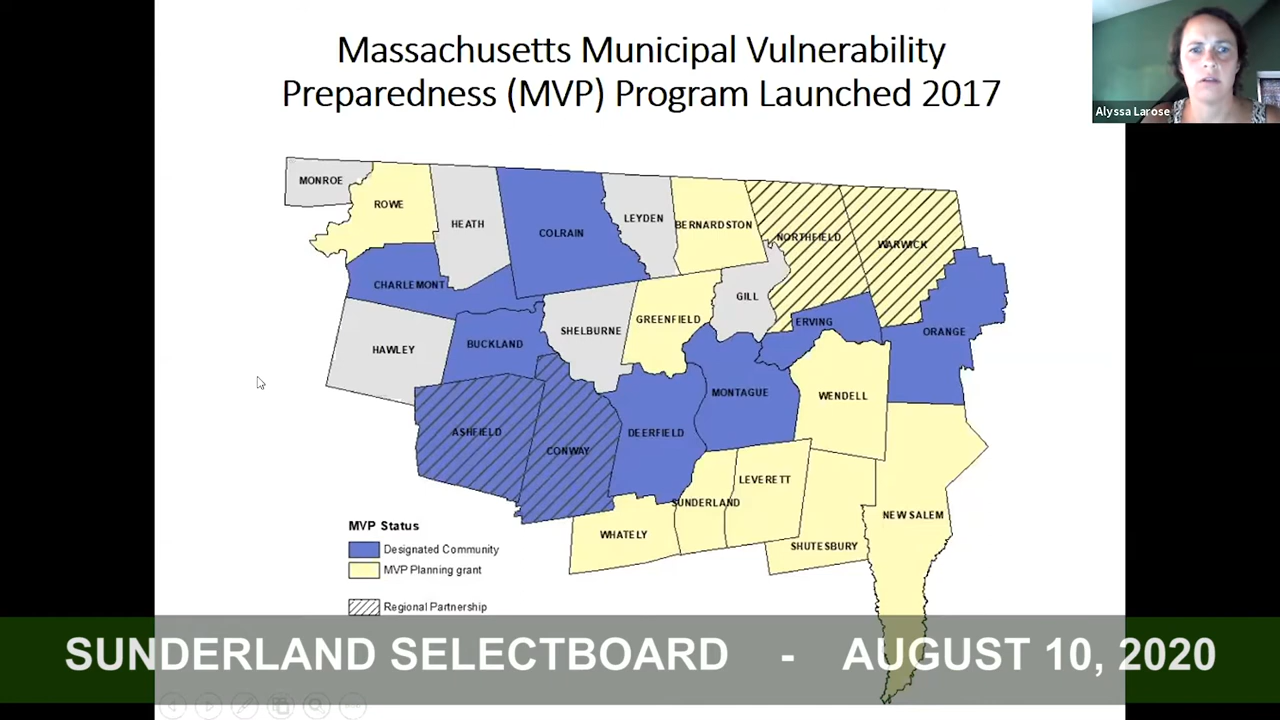 Massachusetts Municipal Vulnerability
Preparedness (MVP) Program Launched 2017
Alyssa Larose
MONROE
ROWE
HEATH
COLRAIN
LEYDEN
BERNARDSTON
NORTHFIELD
WARWICK
CHARLEMONT
GILL
HAWLEY
BUCKLAND
SHELBURNE
GREENFIELD
ERVING
ORANGE
ASHFIELD
CONWAY
DEERFIELD
MONTAGUE
WENDELL
WHATELY
SUNDERLAND
LEVERETT
SHUTESBURY
NEW SALEM
MVP Status
Designated Community
MVP Planning grant
Regional Partnership
SUNDERLAND SELECTBOARD - AUGUST 10, 2020